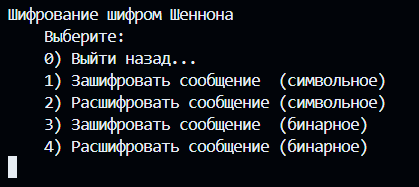 Шифрование шифром Шеннона
Выберите:
0) Выйти назад...
1) Зашифровать сообщение  (символьное)
2) Расшифровать сообщение (символьное)
3) Зашифровать сообщение  (бинарное)
4) Расшифровать сообщение (бинарное)